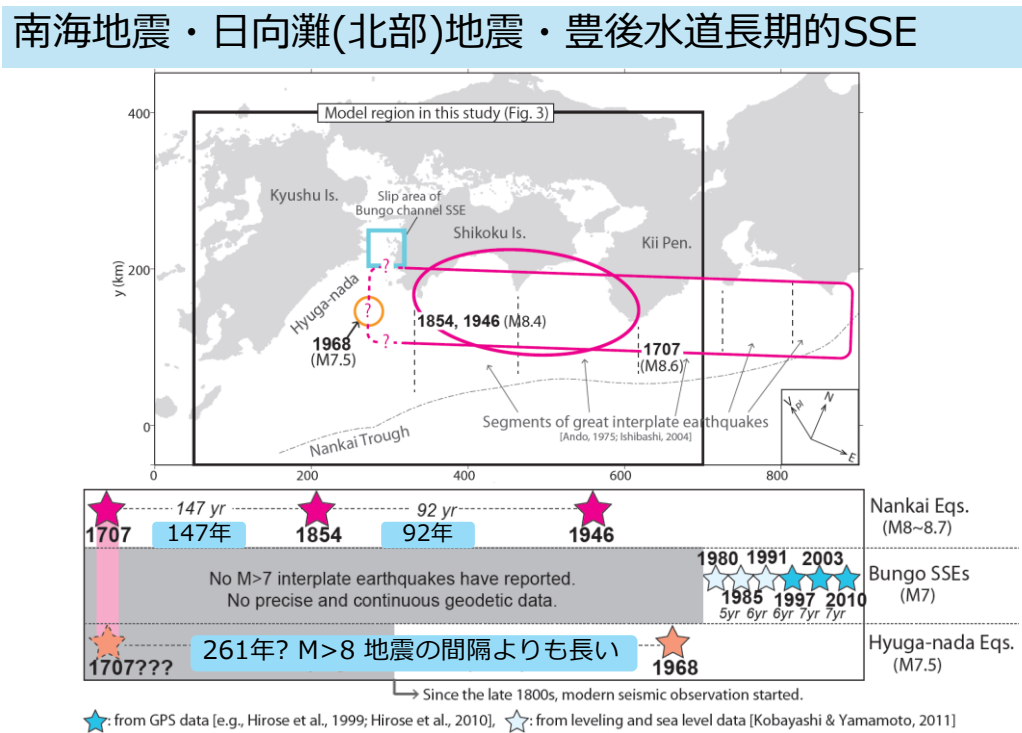 南海地震・日向灘(北部)地震・豊後水道長期的SSE
400
Model region in this study (Fig. 3)
Kyushu Is.
Slip area of
Bungo channel SSE
Shikoku Is.
Kii Pen.
y (km)
200
?
Hyuga-nada
?
1854, 1946 (M8.4)
1968
(M7.5)
?
1707
(M8.6)
Segments of great interplate earthquakes
[Ando, 1975; Ishibashi, 2004]
Nankai Trough
0
N
V
pl
E
0
200
400
600
800
147 yr
92 yr
Nankai Eqs.
(M8~8.7)
1707
147年
1854
92年
1946
No M>7 interplate earthquakes have reported.
No precise and continuous geodetic data.
1980
1991
2003
Bungo SSEs
(M7)
1985
1997
2010
5yr 6yr 6yr 7yr 7yr
261年? M>8 地震の間隔よりも長い
Hyuga-nada Eqs.
(M7.5)
1707???
1968
Since the late 1800s, modern seismic observation started.
: from GPS data [e.g., Hirose et al., 1999; Hirose et al., 2010],
: from leveling and sea level data [Kobayashi & Yamamoto, 2011]